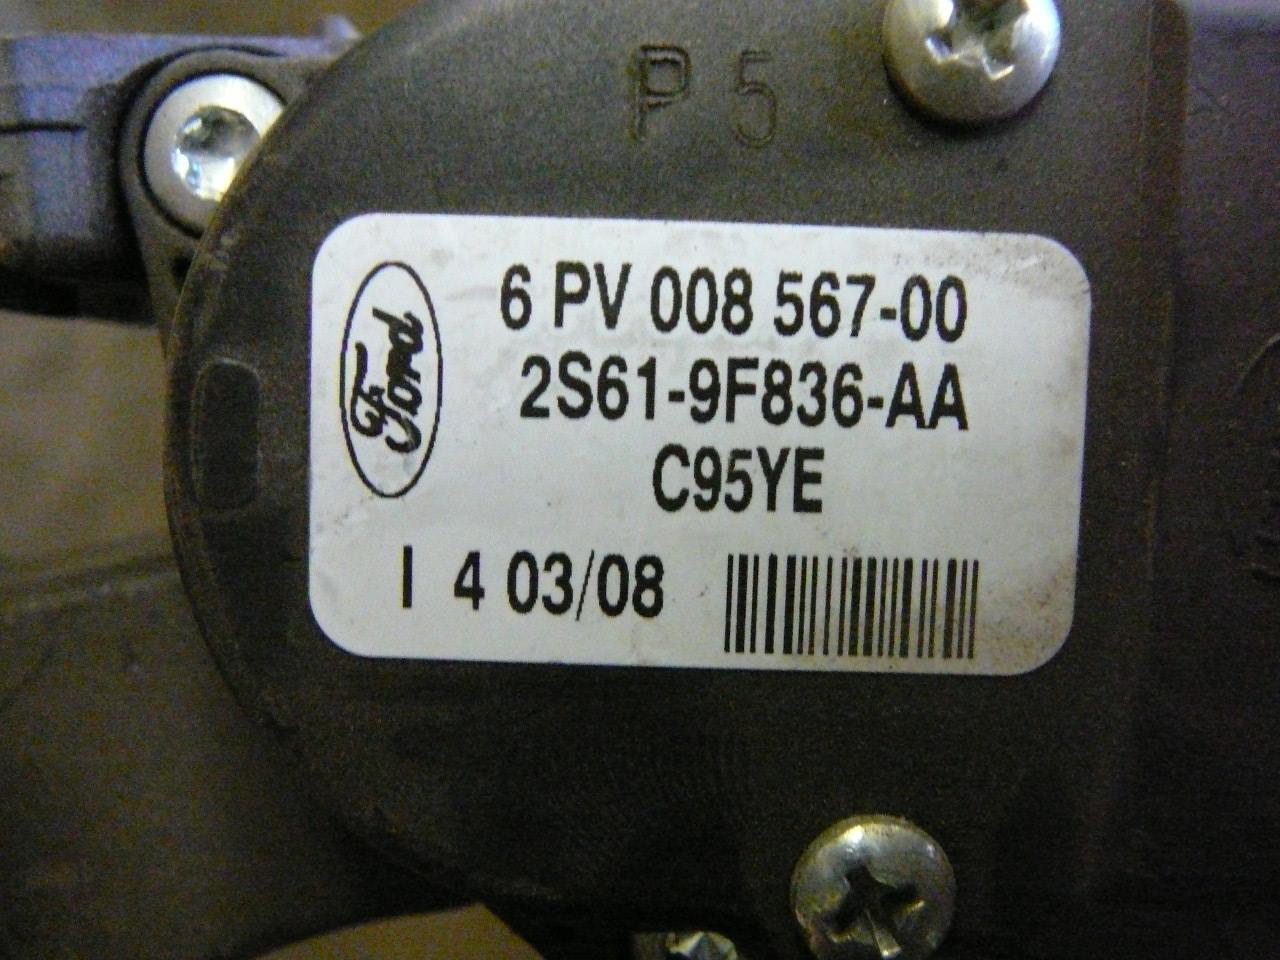 P 5
Ford
6 PV 008 567-00
2S61-9F836-AA
C95YE
I 4 03/08